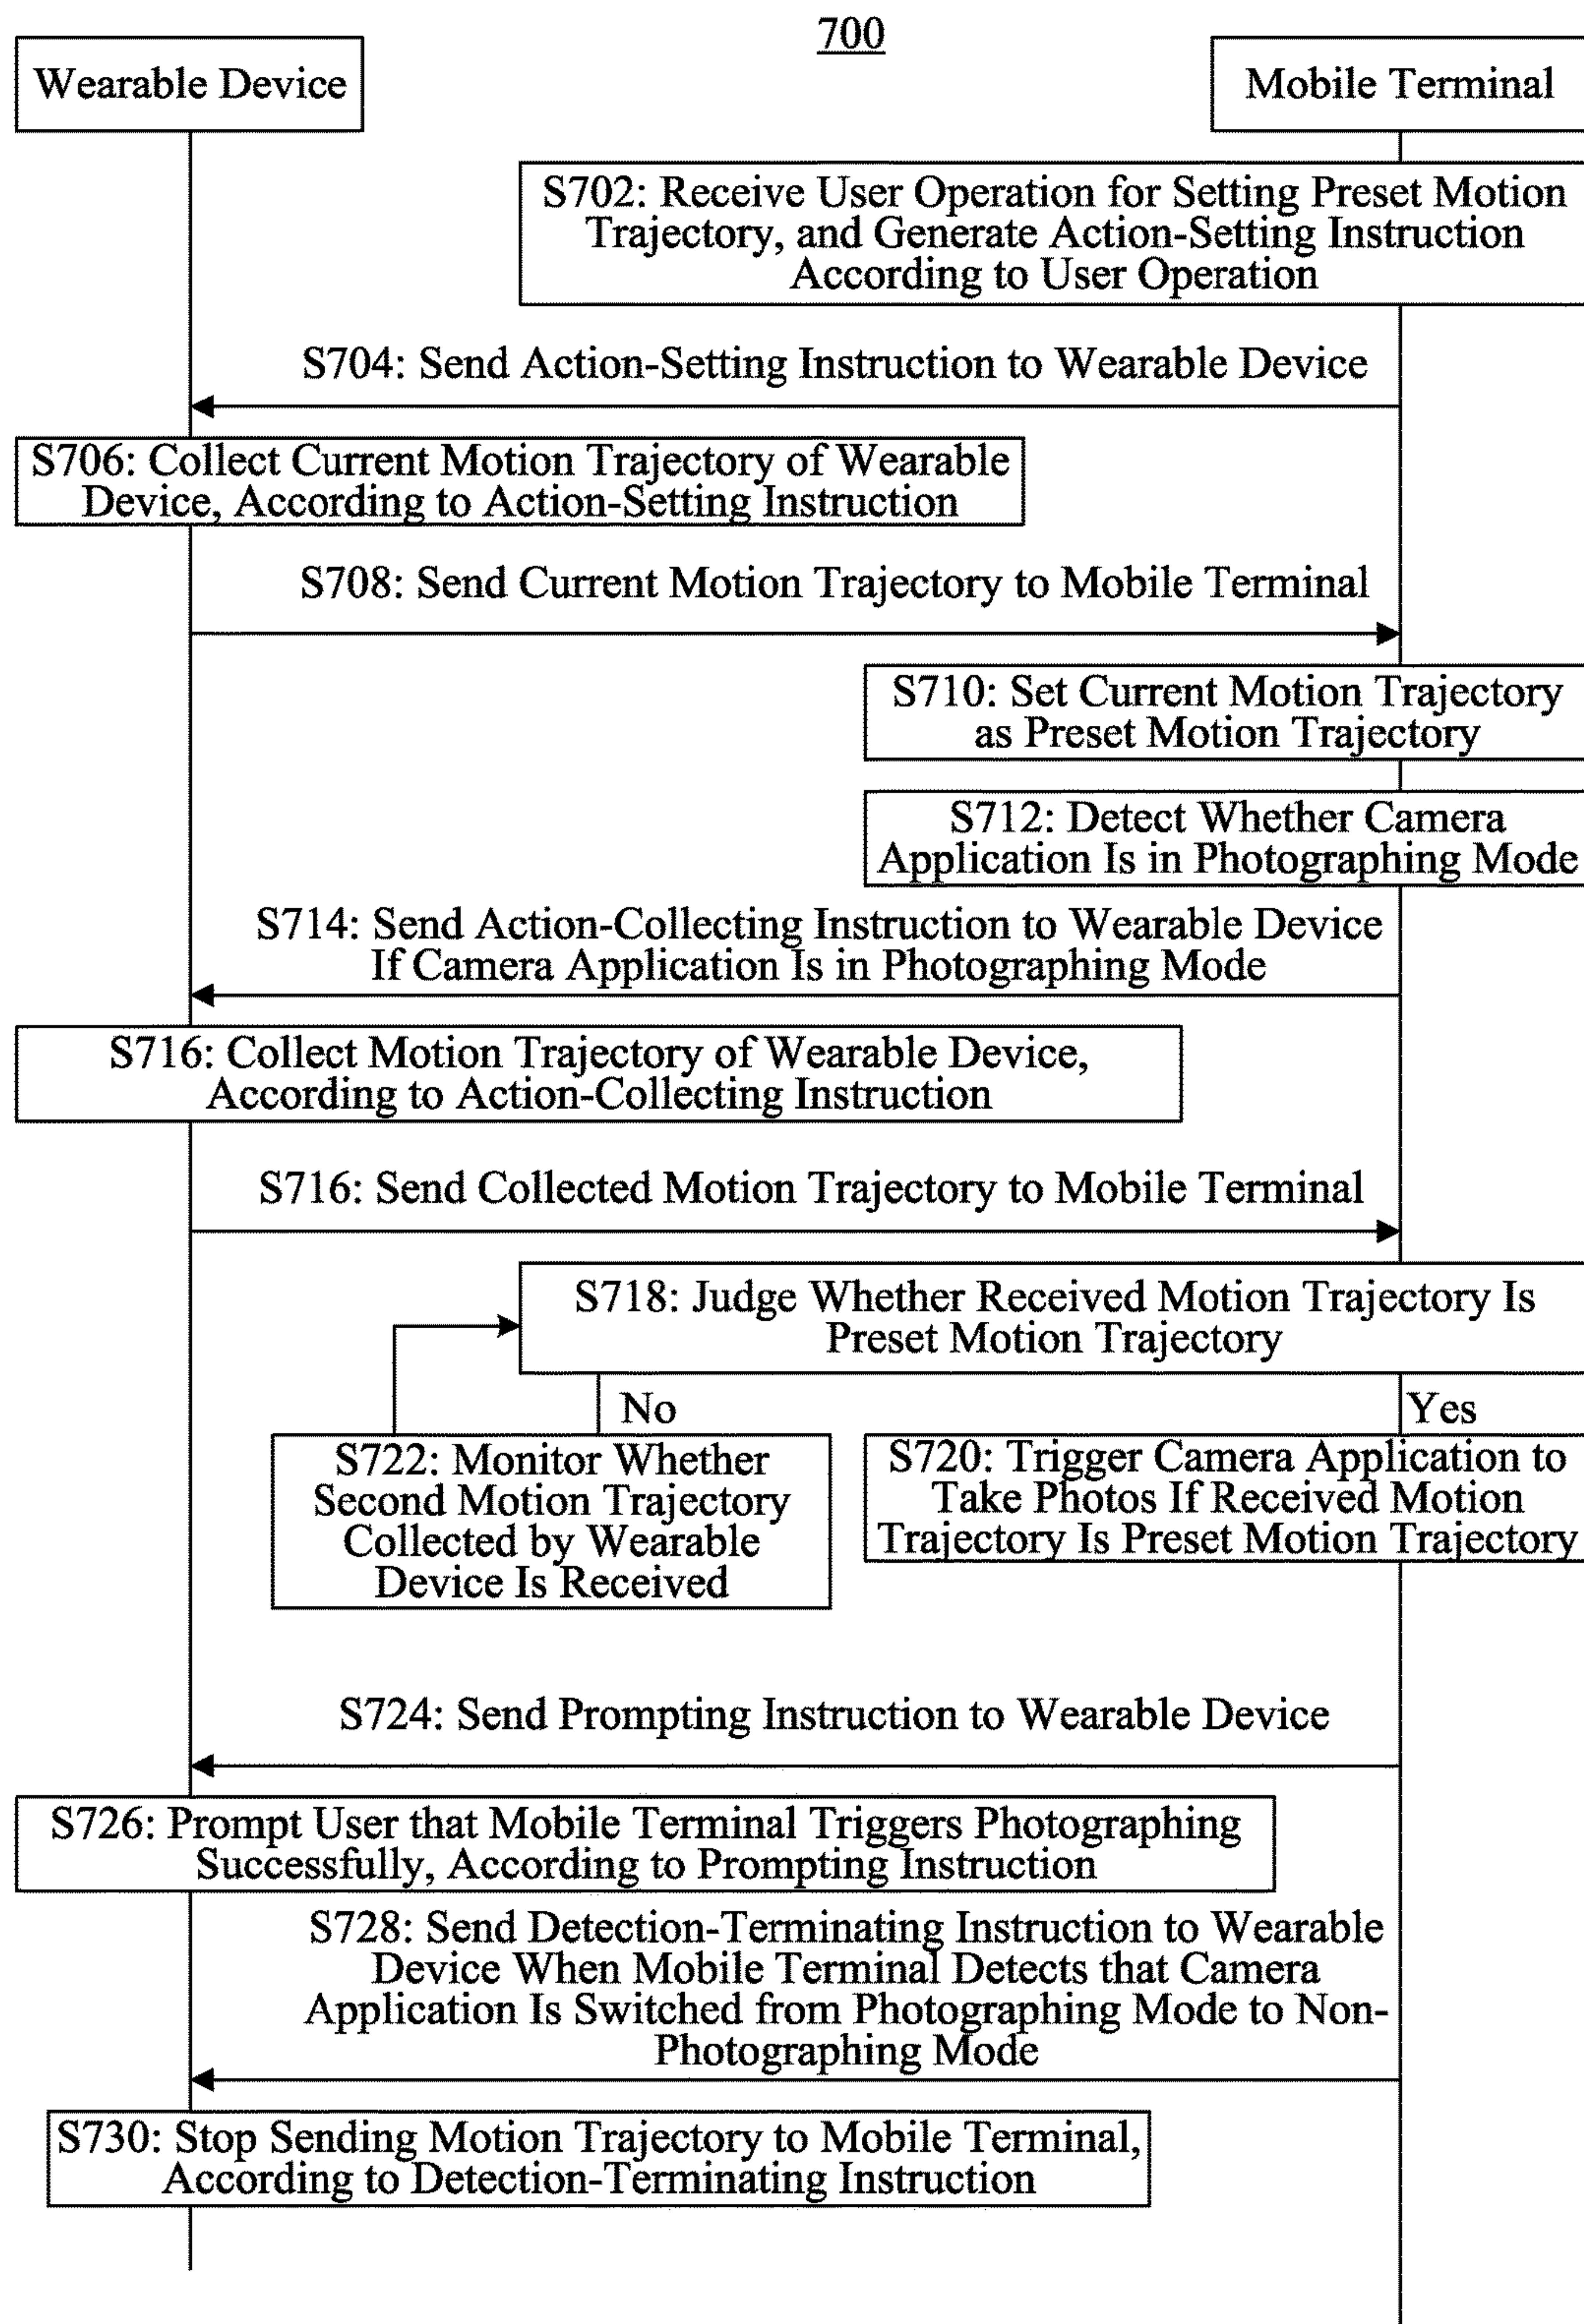 700
Wearable Device
Mobile Terminal
S702: Receive User Operation for Setting Preset Motion
Trajectory, and Generate Action-Setting Instruction
According to User Operation
S704: Send Action-Setting Instruction to Wearable Device
S706: Collect Current Motion Trajectory of Wearable
Device, According to Action-Setting Instruction
S708: Send Current Motion Trajectory to Mobile Terminal
S710: Set Current Motion Trajectory
as Preset Motion Trajectory
S712: Detect Whether Camera
Application Is in Photographing Mode
S714: Send Action-Collecting Instruction to Wearable Device
If Camera Application Is in Photographing Mode
S716: Collect Motion Trajectory of Wearable Device,
According to Action-Collecting Instruction
S716: Send Collected Motion Trajectory to Mobile Terminal
S718: Judge Whether Received Motion Trajectory Is
Preset Motion Trajectory
No
Yes
S722: Monitor Whether
Second Motion Trajectory
Collected by Wearable
Device Is Received
S720: Trigger Camera Application to
Take Photos If Received Motion
Trajectory Is Preset Motion Trajectory
S724: Send Prompting Instruction to Wearable Device
S726: Prompt User that Mobile Terminal Triggers Photographing
Successfully, According to Prompting Instruction
S728: Send Detection-Terminating Instruction to Wearable
Device When Mobile Terminal Detects that Camera
Application Is Switched from Photographing Mode to Non-
Photographing Mode
S730: Stop Sending Motion Trajectory to Mobile Terminal,
According to Detection-Terminating Instruction